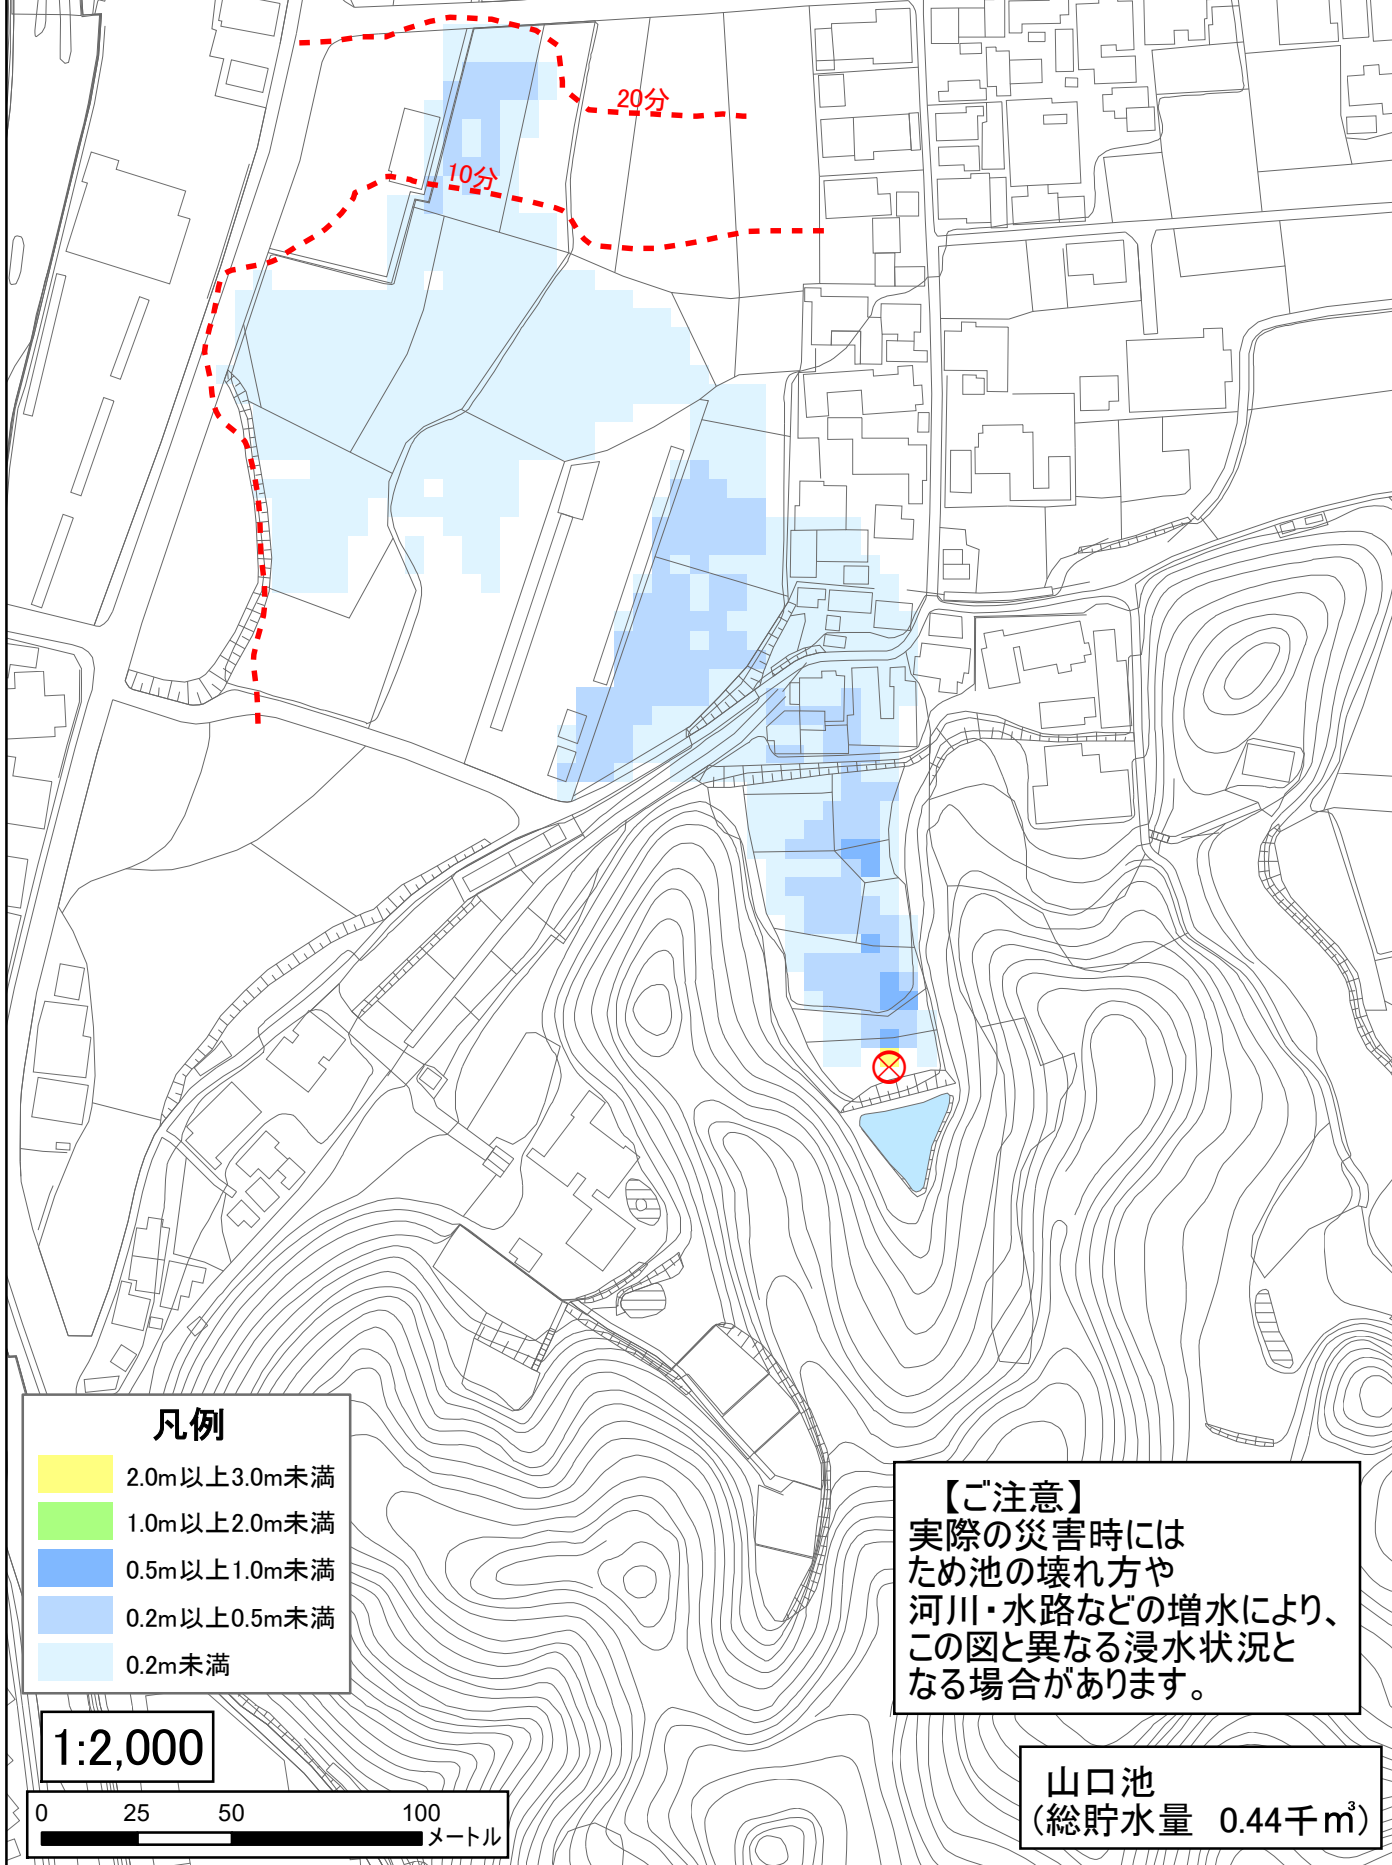 20分
10分
凡例
2.0m以上3.0m未満
1.0m以上2.0m未満
0.5m以上1.0m未満
0.2m以上0.5m未満
0.2m未満
【ご注意】
実際の災害時には
ため池の壊れ方や
河川・水路などの増水により、
この図と異なる浸水状況と
なる場合があります。
1:2,000
0 25 50 100
メートル
山口池
(総貯水量 0.44千㎥)